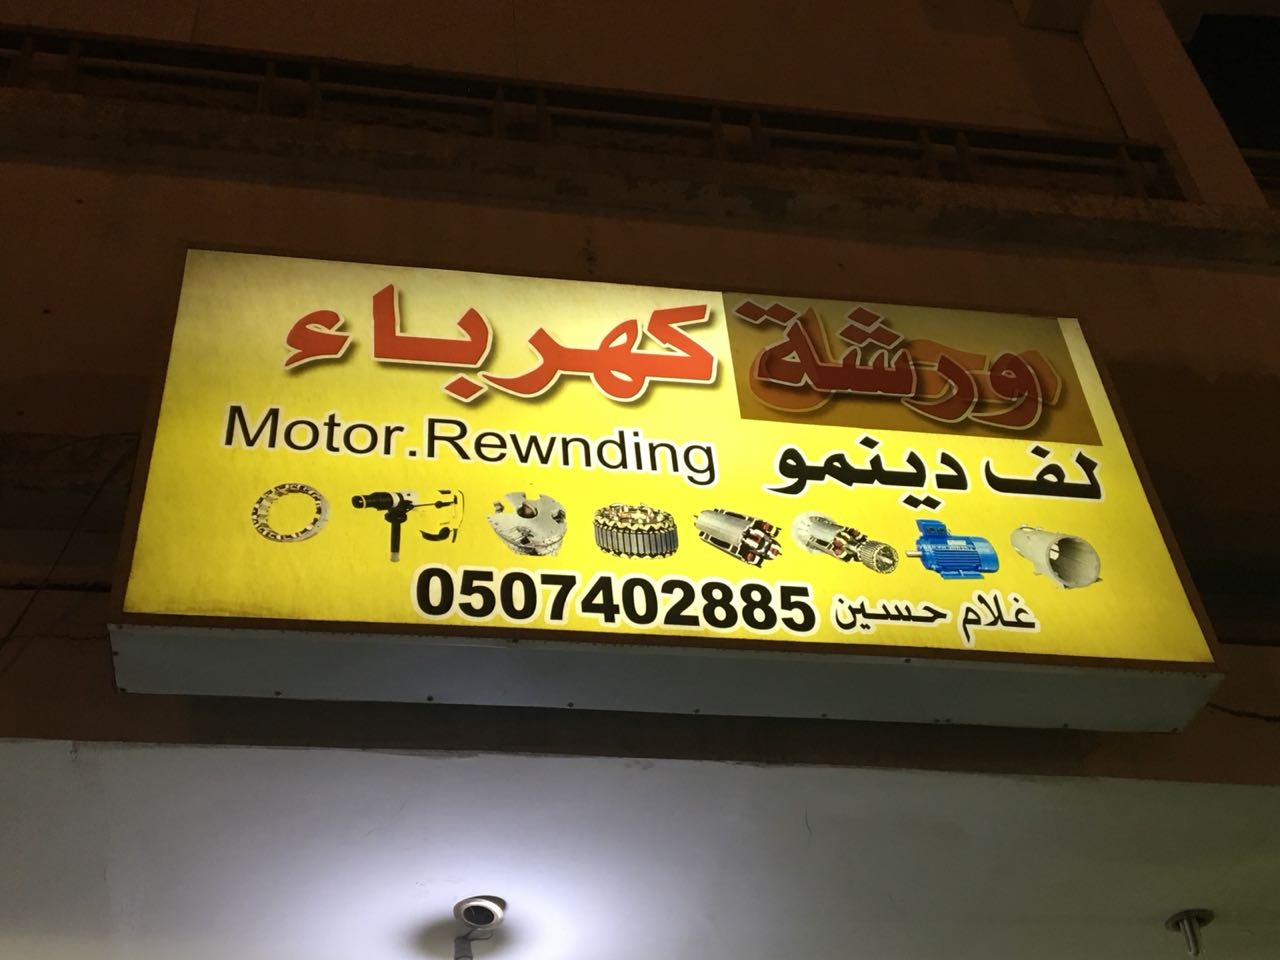 ورشة كهرباء
لف دينمو
Motor.Rewnding
غلام حسين 0507402885